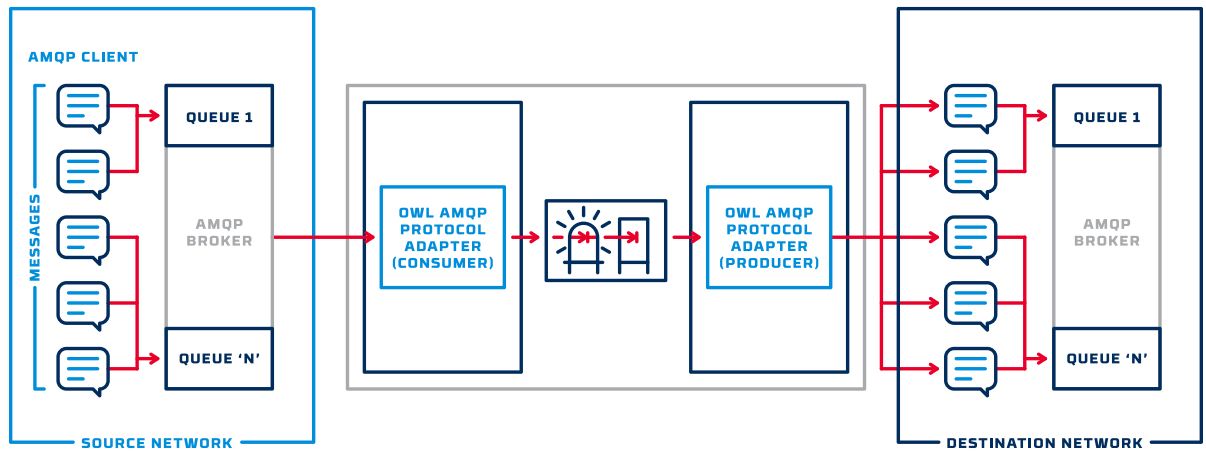 AMQP CLIENT
MESSAGES
QUEUE 1
AMQP
BROKER
QUEUE ‘N’
SOURCE NETWORK
OWL AMQP
PROTOCOL
ADAPTER
(CONSUMER)
OWL AMQP
PROTOCOL
ADAPTER
(PRODUCER)
QUEUE 1
AMQP
BROKER
QUEUE ‘N’
DESTINATION NETWORK